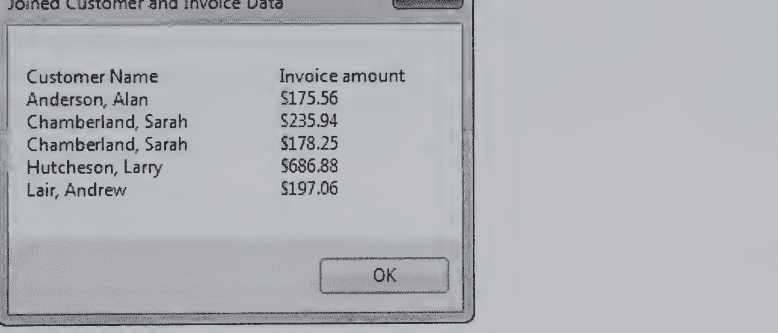 Joined Customer and Invoice Data
Customer Name Invoice amount
Anderson, Alan $175.56
Chamberland, Sarah $235.94
Chamberland, Sarah $178.25
Hutcheson, Larry $686.88
Lair, Andrew $197.06
OK